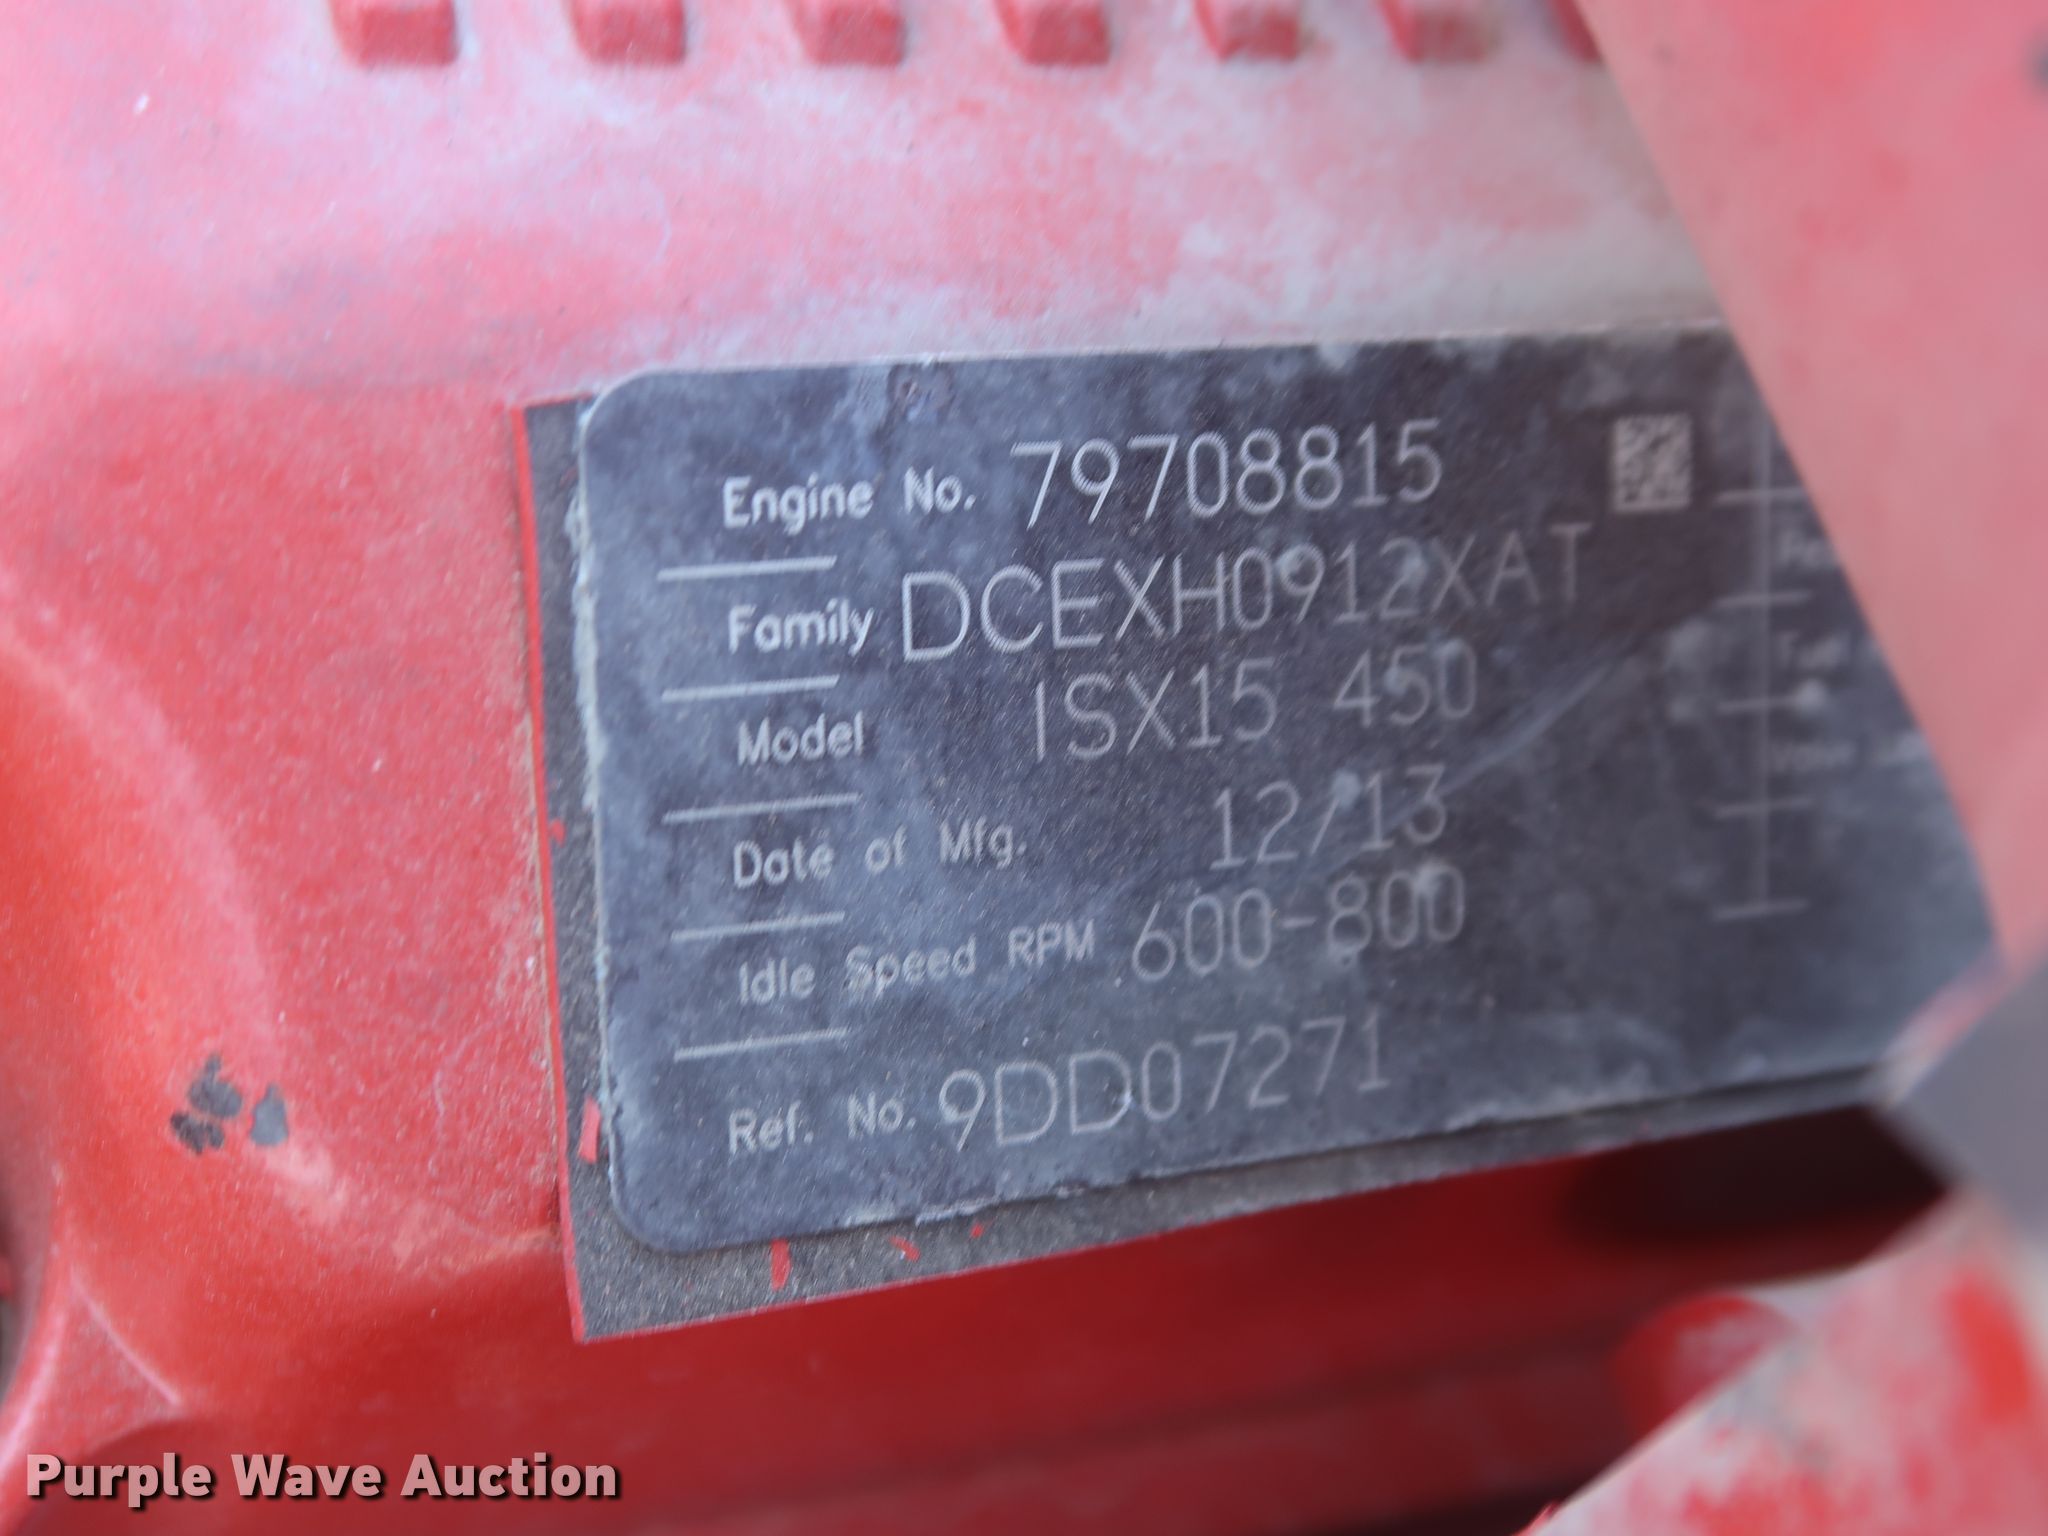 Engine No. 79708815
Family DCEXH0912XAT
Model ISX15 450
Date of Mfg. 12/13
Idle Speed RPM 600-800
Ref. No. 9DD07271
Fuel
Purple Wave Auction